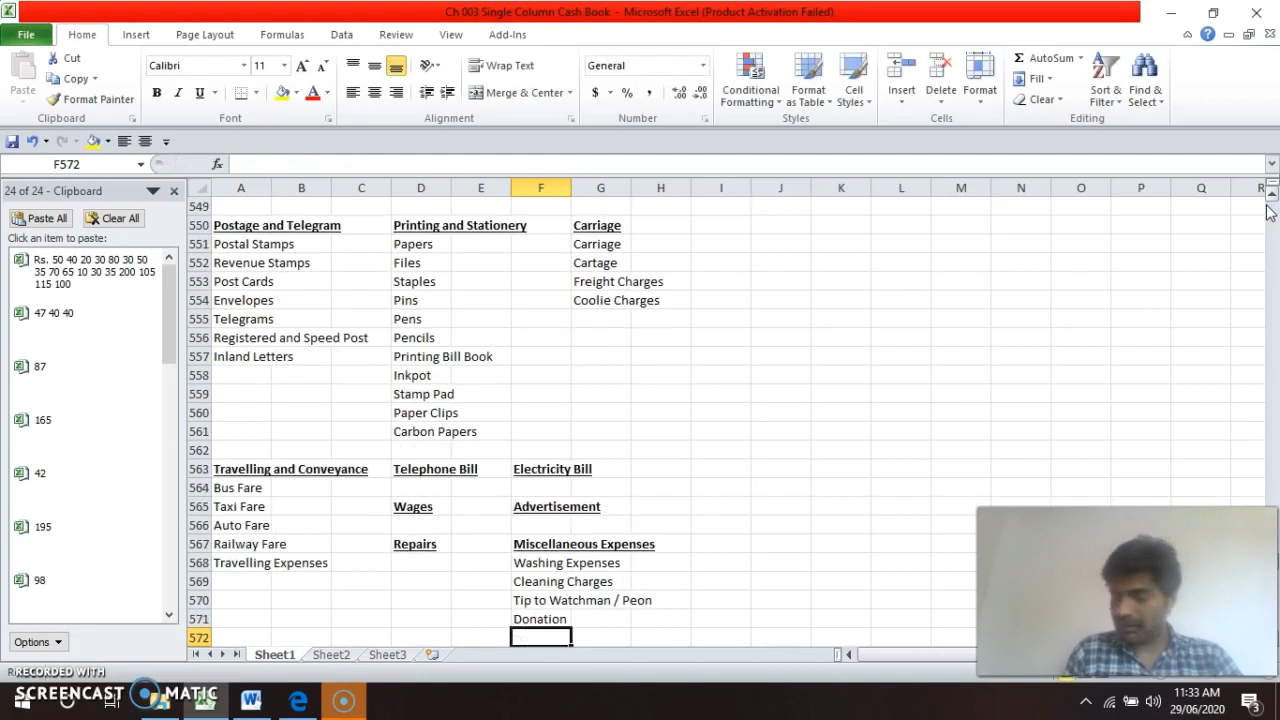 Ch 003 Single Column Cash Book - Microsoft Excel (Product Activation Failed)
File Home Insert Page Layout Formulas Data Review View Add-Ins
Paste
Cut
Copy
Format Painter
Clipboard
Calibri 11
B I U
Font
Wrap Text
Merge & Center
Alignment
General
$ % ,
Number
Conditional Formatting
Format as Table
Cell Styles
Styles
Insert Delete Format
Cells
AutoSum
Fill
Clear
Sort & Filter
Find & Select
Editing
F572 fx
24 of 24 - Clipboard
Paste All Clear All
Click an item to paste:
Rs. 50 40 20 30 80 30 50
35 70 65 10 30 35 200 105
115 100
47 40 40
87
165
42
195
98
Options
A B C D E F G H I J K L M N O P Q R
549
550 Postage and Telegram Printing and Stationery Carriage
551 Postal Stamps Papers Carriage
552 Revenue Stamps Files Cartage
553 Post Cards Staples Freight Charges
554 Envelopes Pins Coolie Charges
555 Telegrams Pens
556 Registered and Speed Post Pencils
557 Inland Letters Printing Bill Book
558 Inkpot
559 Stamp Pad
560 Paper Clips
561 Carbon Papers
562
563 Travelling and Conveyance Telephone Bill Electricity Bill
564 Bus Fare
565 Taxi Fare Wages Advertisement
566 Auto Fare
567 Railway Fare Repairs Miscellaneous Expenses
568 Travelling Expenses Washing Expenses
569 Cleaning Charges
570 Tip to Watchman / Peon
571 Donation
572
Sheet1 Sheet2 Sheet3
RECORDED WITH
SCREENCAST MATIC
11:33 AM
29/06/2020
3